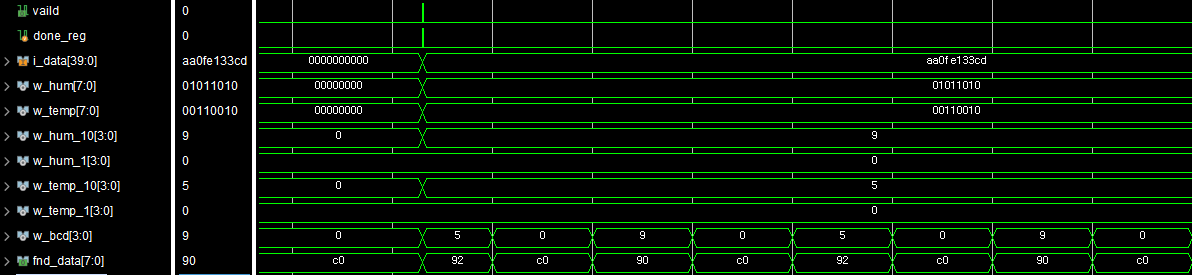 vaild 0
done_reg 0
i_data[39:0] aa0fe133cd 0000000000 aa0fe133cd
w_hum[7:0] 01011010 00000000 01011010
w_temp[7:0] 00110010 00000000 00110010
w_hum_10[3:0] 9 0 9
w_hum_1[3:0] 0 0
w_temp_10[3:0] 5 0 5
w_temp_1[3:0] 0 0
w_bcd[3:0] 9 0 5 0 9 0 5 0 9 0
fnd_data[7:0] 90 c0 92 c0 90 c0 92 c0 90 c0